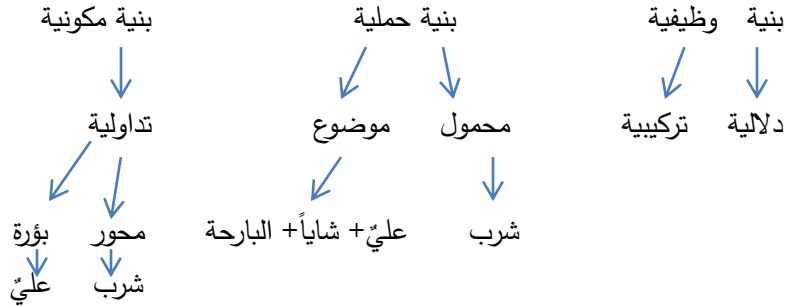 بنية وظيفية بنية حملية بنية مكونية
دلالية تركيبية محمول موضوع تداولية
شرب عليٌ+ شاياً+ البارحة محور بؤرة
شرب عليٌ